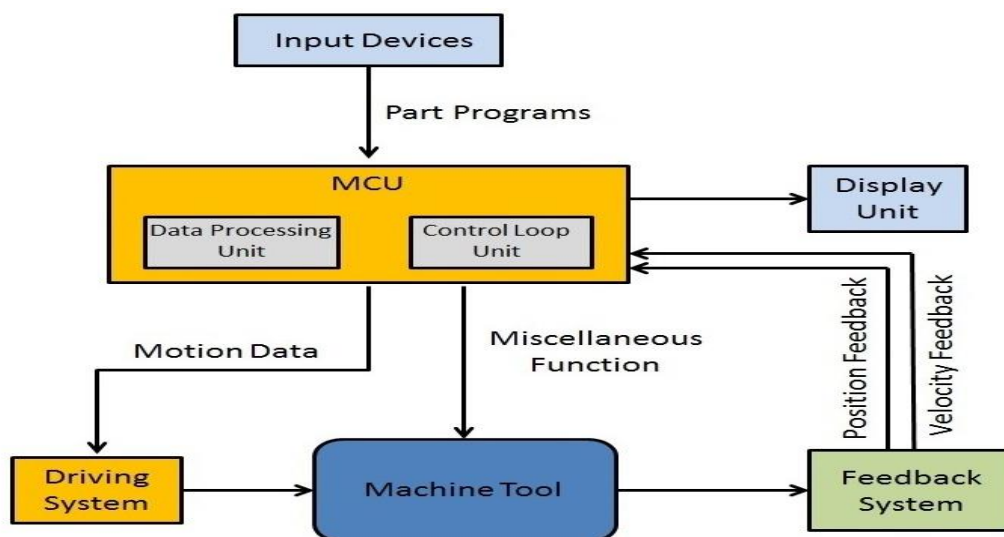 Input Devices
Part Programs
MCU
Data Processing
Unit
Control Loop
Unit
Display
Unit
Motion Data
Miscellaneous
Function
Position Feedback
Velocity Feedback
Driving
System
Machine Tool
Feedback
System